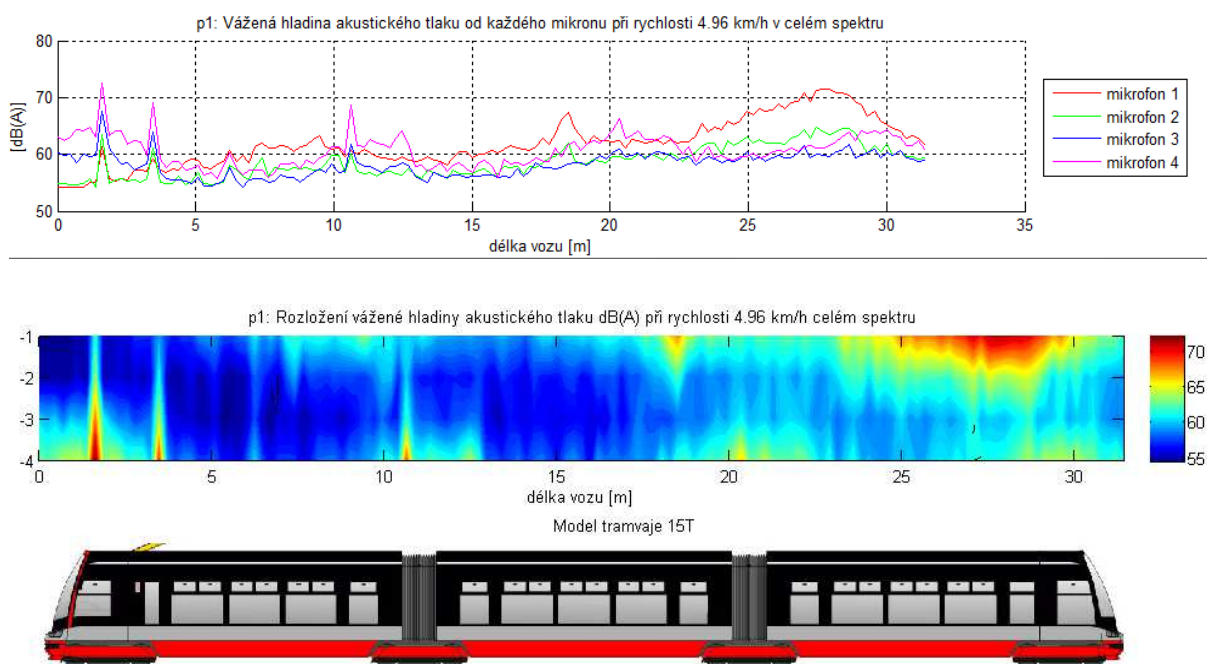 p1: Vážená hladina akustického tlaku od každého mikronu při rychlosti 4.96 km/h v celém spektru
80
70
60
50
[dB(A)]
0 5 10 15 20 25 30 35
délka vozu [m]
mikrofon 1
mikrofon 2
mikrofon 3
mikrofon 4
p1: Rozložení vážené hladiny akustického tlaku dB(A) při rychlosti 4.96 km/h celém spektru
-1
-2
-3
-4
0 5 10 15 20 25 30
70
65
60
55
délka vozu [m]
Model tramvaje 15T